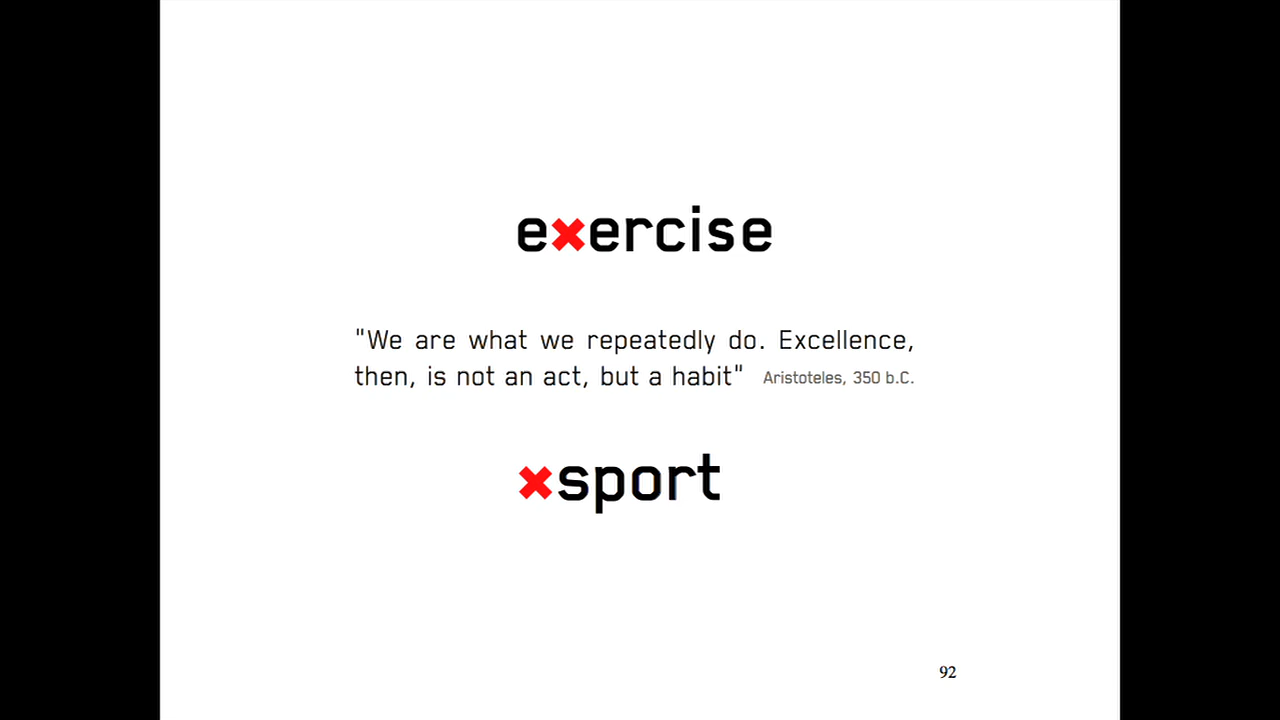 exercise
"We are what we repeatedly do. Excellence,
then, is not an act, but a habit" Aristoteles, 350 b.C.
xsport
92